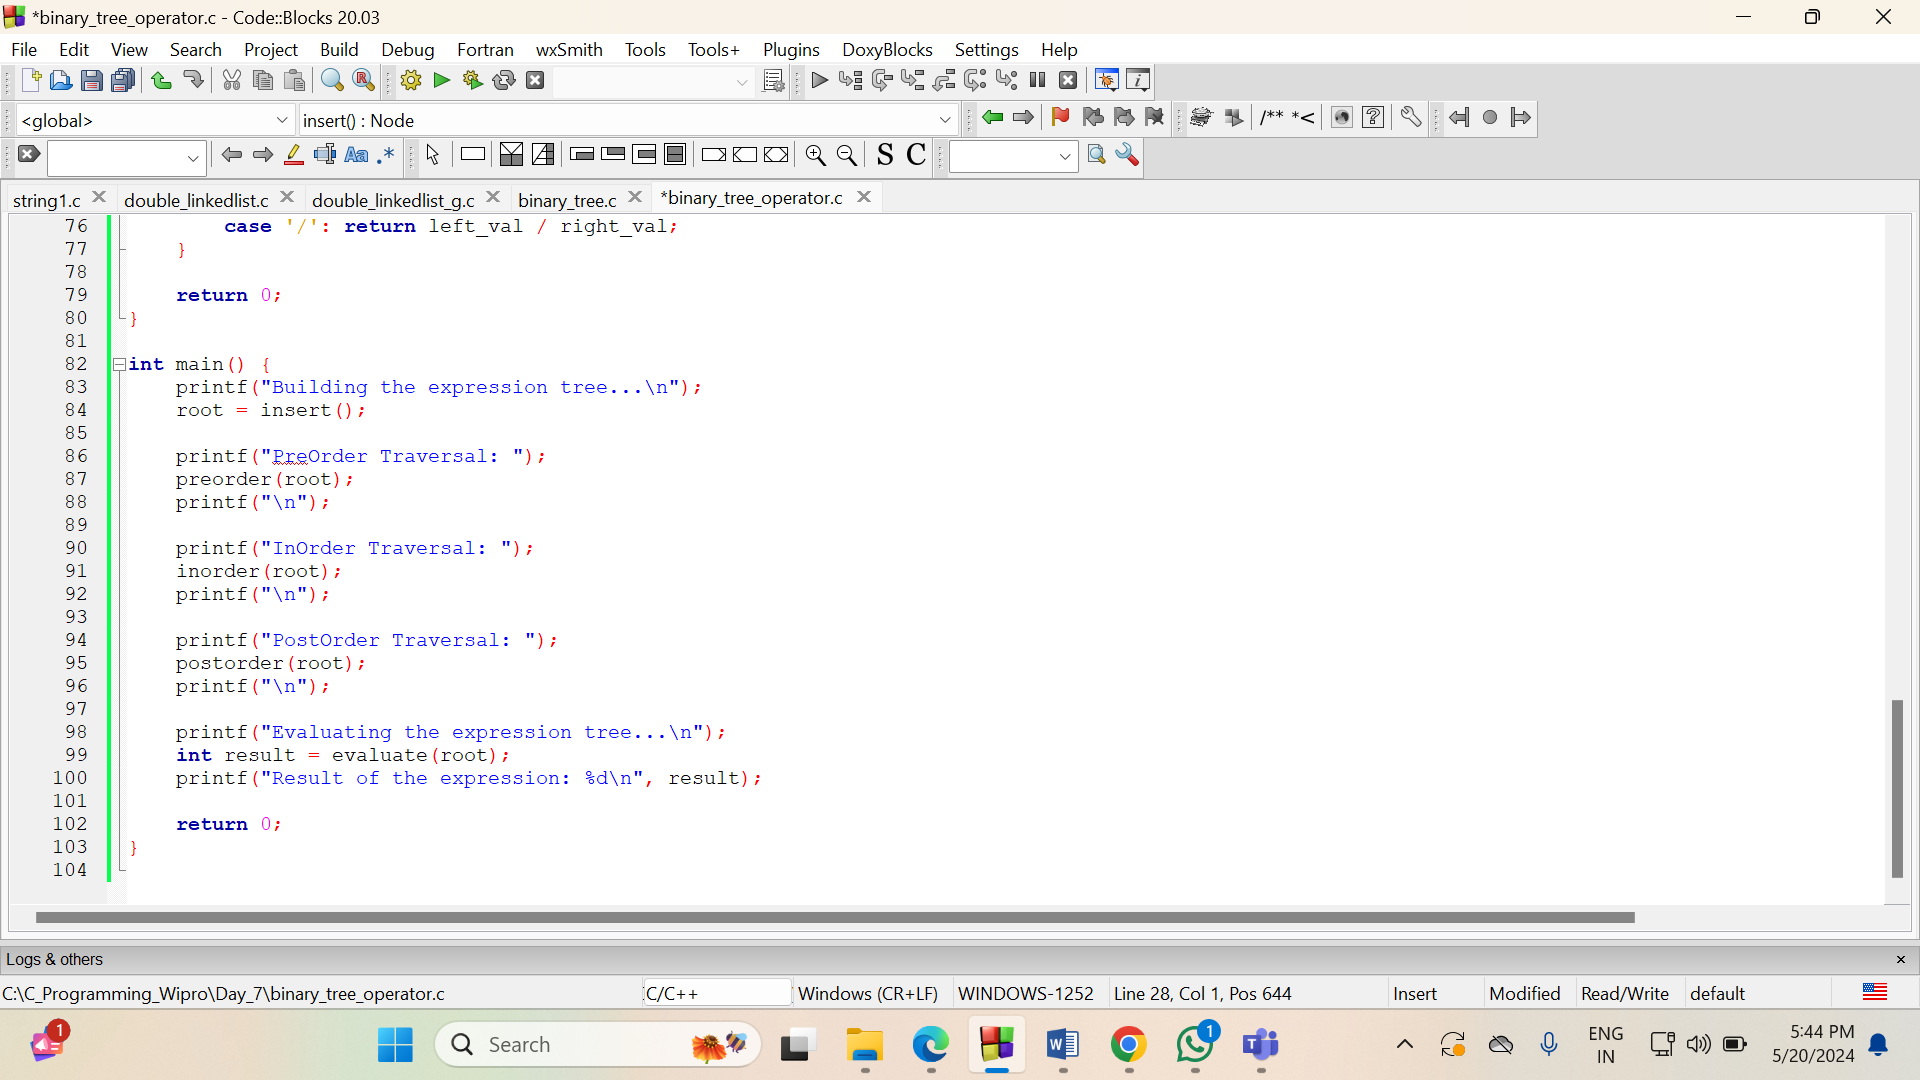 *binary_tree_operator.c - Code::Blocks 20.03
File Edit View Search Project Build Debug Fortran wxSmith Tools Tools+ Plugins DoxyBlocks Settings Help
<global> insert() : Node /** *<
Aa .* S C
string1.c double_linkedlist.c double_linkedlist_g.c binary_tree.c *binary_tree_operator.c
76 case '/': return left_val / right_val;
77 }
78
79 return 0;
80 }
81
82 int main() {
83 printf("Building the expression tree...\n");
84 root = insert();
85
86 printf("PreOrder Traversal: ");
87 preorder(root);
88 printf("\n");
89
90 printf("InOrder Traversal: ");
91 inorder(root);
92 printf("\n");
93
94 printf("PostOrder Traversal: ");
95 postorder(root);
96 printf("\n");
97
98 printf("Evaluating the expression tree...\n");
99 int result = evaluate(root);
100 printf("Result of the expression: %d\n", result);
101
102 return 0;
103 }
104
Logs & others
C:\C_Programming_Wipro\Day_7\binary_tree_operator.c C/C++ Windows (CR+LF) WINDOWS-1252 Line 28, Col 1, Pos 644 Insert Modified Read/Write default
1 Search 1 ENG 5:44 PM
IN 5/20/2024